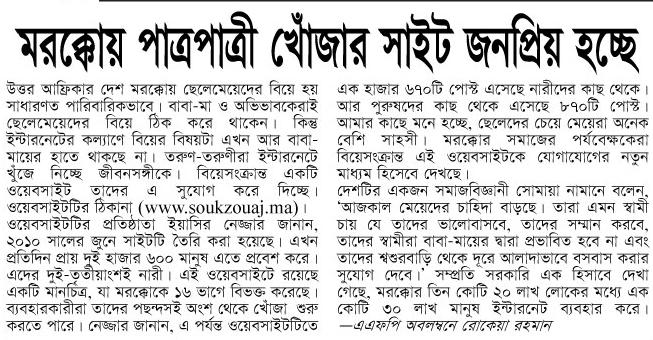 মরক্কোয় পাত্রপাত্রী খোঁজার সাইট জনপ্রিয় হচ্ছে
উত্তর আফ্রিকার দেশ মরক্কোয় ছেলেমেয়েদের বিয়ে হয়
সাধারণত পারিবারিকভাবে। বাবা-মা ও অভিভাবকেরাই
ছেলেমেয়েদের বিয়ে ঠিক করে থাকেন। কিন্তু
ইন্টারনেটের কল্যাণে বিয়ের বিষয়টা এখন আর বাবা-
মায়ের হাতে থাকছে না। তরুণ-তরুণীরা ইন্টারনেটে
খুঁজে নিচ্ছে জীবনসঙ্গীকে। বিয়েসংক্রান্ত একটি
ওয়েবসাইট তাদের এ সুযোগ করে দিচ্ছে।
ওয়েবসাইটটির ঠিকানা (www.soukzouaj.ma)।
ওয়েবসাইটটির প্রতিষ্ঠাতা ইয়াসির নেজ্জার জানান,
২০১০ সালের জুনে সাইটটি তৈরি করা হয়েছে। এখন
প্রতিদিন প্রায় দুই হাজার ৬০০ মানুষ এতে প্রবেশ করে।
এদের দুই-তৃতীয়াংশই নারী। এই ওয়েবসাইটে রয়েছে
একটি মানচিত্র, যা মরক্কোকে ১৬ ভাগে বিভক্ত করেছে।
ব্যবহারকারীরা তাদের পছন্দসই অংশ থেকে খোঁজা শুরু
করতে পারে। নেজ্জার জানান, এ পর্যন্ত ওয়েবসাইটটিতে
এক হাজার ৬৭০টি পোস্ট এসেছে নারীদের কাছ থেকে।
আর পুরুষদের কাছ থেকে এসেছে ৮৭০টি পোস্ট।
আমার কাছে মনে হচ্ছে, ছেলেদের চেয়ে মেয়েরা অনেক
বেশি সাহসী। মরক্কোর সমাজের পর্যবেক্ষকেরা
বিয়েসংক্রান্ত এই ওয়েবসাইটকে যোগাযোগের নতুন
মাধ্যম হিসেবে দেখছে।
দেশটির একজন সমাজবিজ্ঞানী সোমায়া নামানে বলেন,
‘আজকাল মেয়েদের চাহিদা বাড়ছে। তারা এমন স্বামী
চায় যে তাদের ভালোবাসবে, তাদের সম্মান করবে,
তাদের স্বামীরা বাবা-মায়ের দ্বারা প্রভাবিত হবে না এবং
তাদের শ্বশুরবাড়ি থেকে দূরে আলাদাভাবে বসবাস করার
সুযোগ দেবে।’ সম্প্রতি সরকারি এক হিসাবে দেখা
গেছে, মরক্কোর তিন কোটি ২০ লাখ লোকের মধ্যে এক
কোটি ৩০ লাখ মানুষ ইন্টারনেট ব্যবহার করে।
—এএফপি অবলম্বনে রোকেয়া রহমান